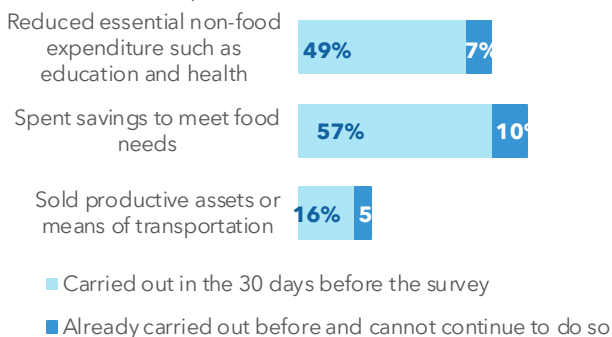 Reduced essential non-food
expenditure such as
education and health
49% 7%
Spent savings to meet food
needs
57% 10%
Sold productive assets or
means of transportation
16% 5
Carried out in the 30 days before the survey
Already carried out before and cannot continue to do so